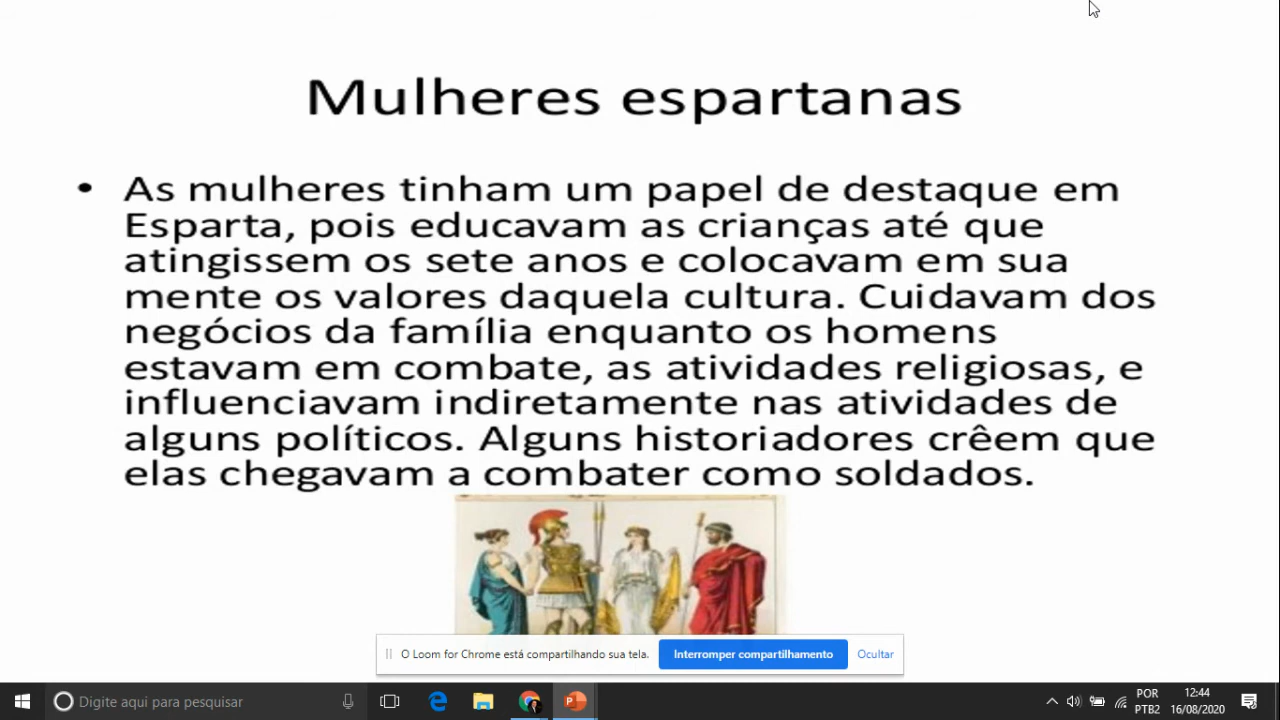 Mulheres espartanas
• As mulheres tinham um papel de destaque em
Esparta, pois educavam as crianças até que
atingissem os sete anos e colocavam em sua
mente os valores daquela cultura. Cuidavam dos
negócios da família enquanto os homens
estavam em combate, as atividades religiosas, e
influenciavam indiretamente nas atividades de
alguns políticos. Alguns historiadores crêem que
elas chegavam a combater como soldados.
O Loom for Chrome está compartilhando sua tela.
Interromper compartilhamento
Ocultar
Digite aqui para pesquisar
POR
PTB2
12:44
16/08/2020